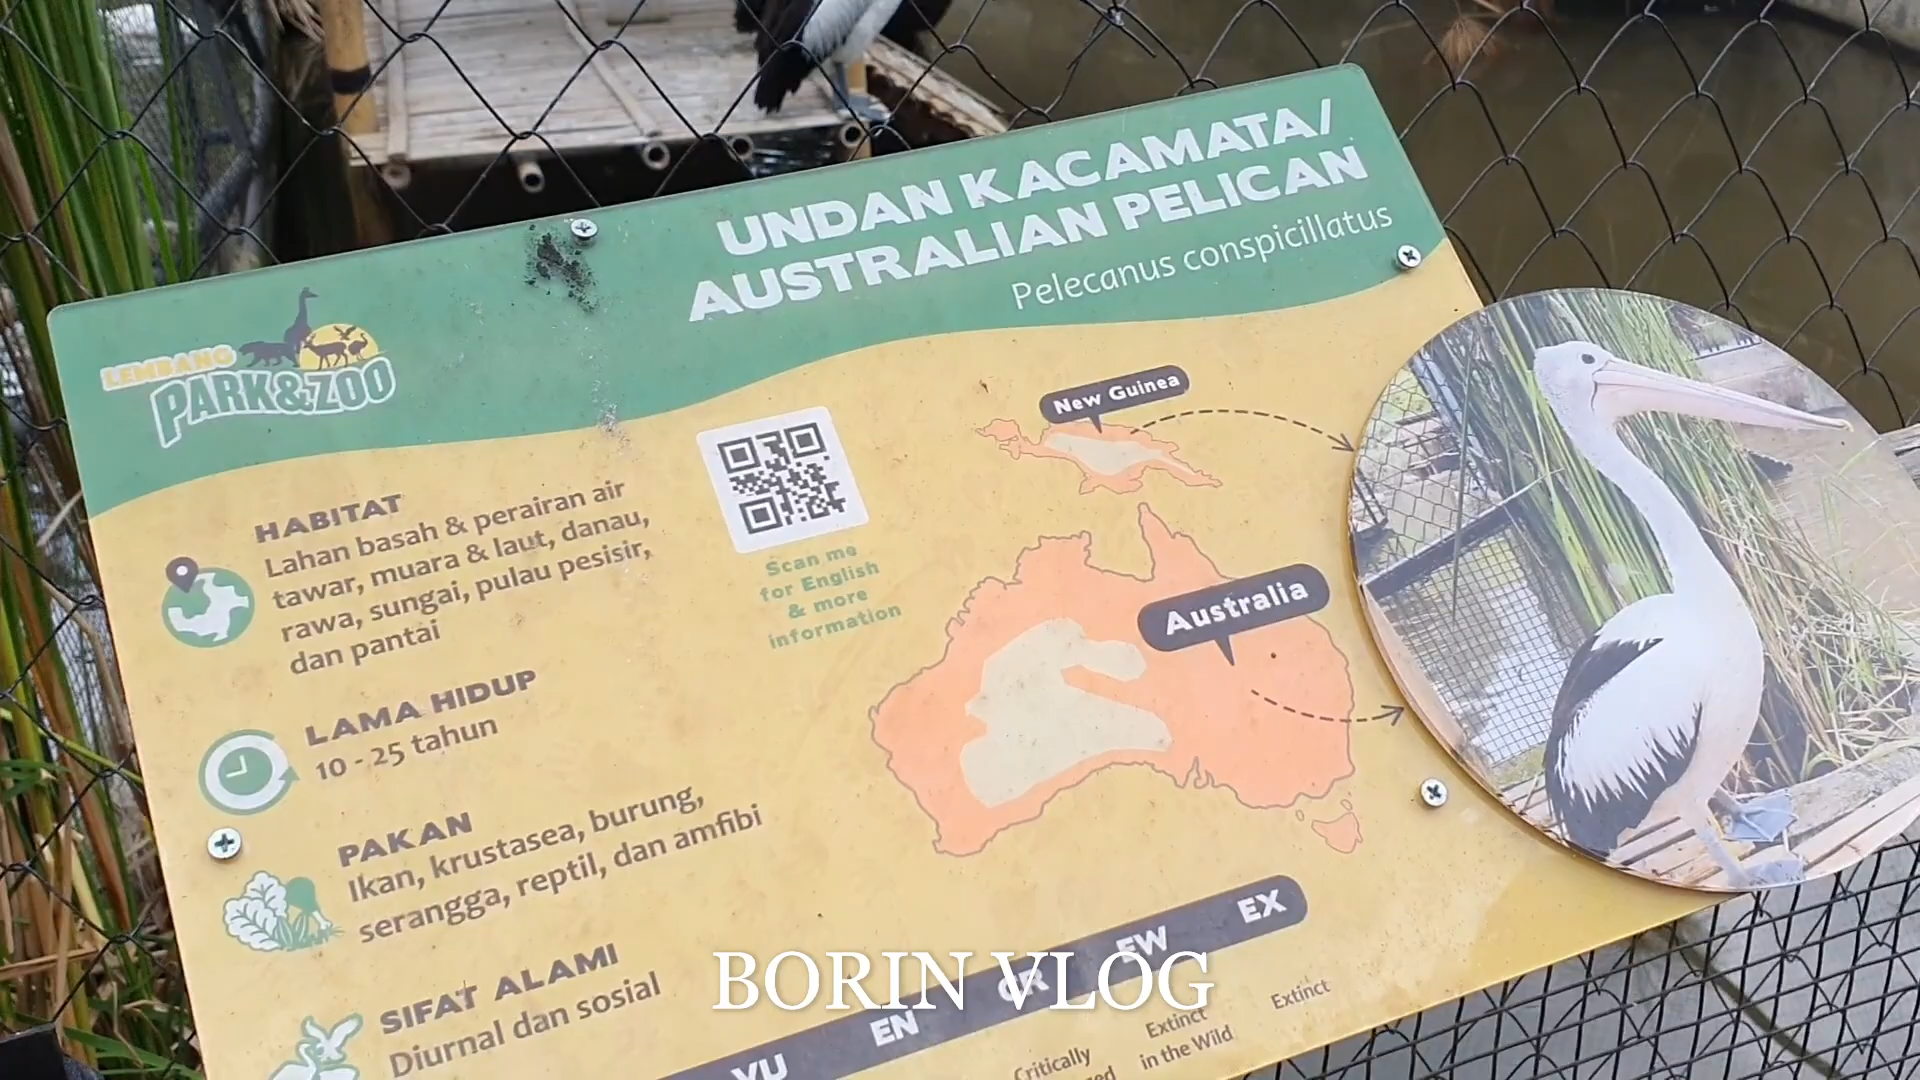 UNDAN KACAMATA/
AUSTRALIAN PELICAN
Pelecanus conspicillatus
LEMBANG
PARK&ZOO
HABITAT
Lahan basah & perairan air
tawar, muara & laut, danau,
rawa, sungai, pulau pesisir,
dan pantai
LAMA HIDUP
10 - 25 tahun
PAKAN
Ikan, krustasea, burung,
serangga, reptil, dan amfibi
SIFAT ALAMI
Diurnal dan sosial
Scan me
for English
& more
information
New Guinea
Australia
VU
EN
CR
EW
EX
Critically
Extinct
in the Wild
Extinct
BORIN VLOG